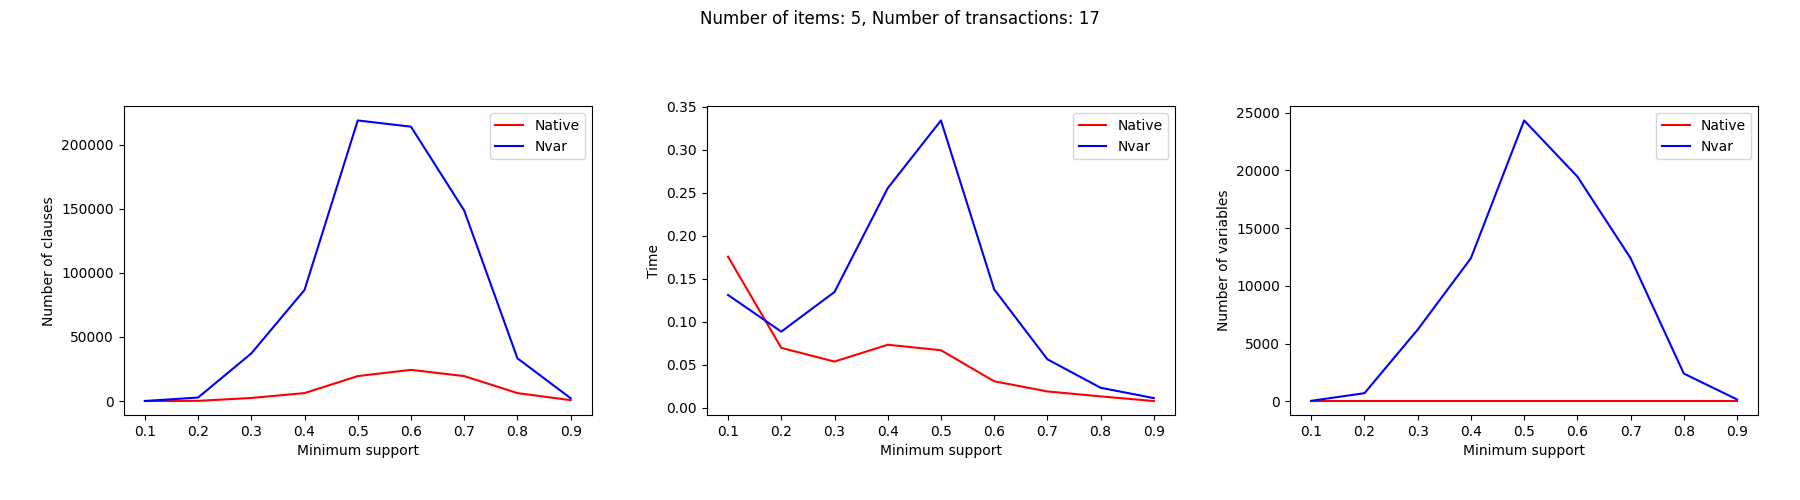 Number of items: 5, Number of transactions: 17
Number of clauses
200000
150000
100000
50000
0
0.1 0.2 0.3 0.4 0.5 0.6 0.7 0.8 0.9
Minimum support
Native
Nvar
Time
0.35
0.30
0.25
0.20
0.15
0.10
0.05
0.00
0.1 0.2 0.3 0.4 0.5 0.6 0.7 0.8 0.9
Minimum support
Native
Nvar
Number of variables
25000
20000
15000
10000
5000
0
0.1 0.2 0.3 0.4 0.5 0.6 0.7 0.8 0.9
Minimum support
Native
Nvar